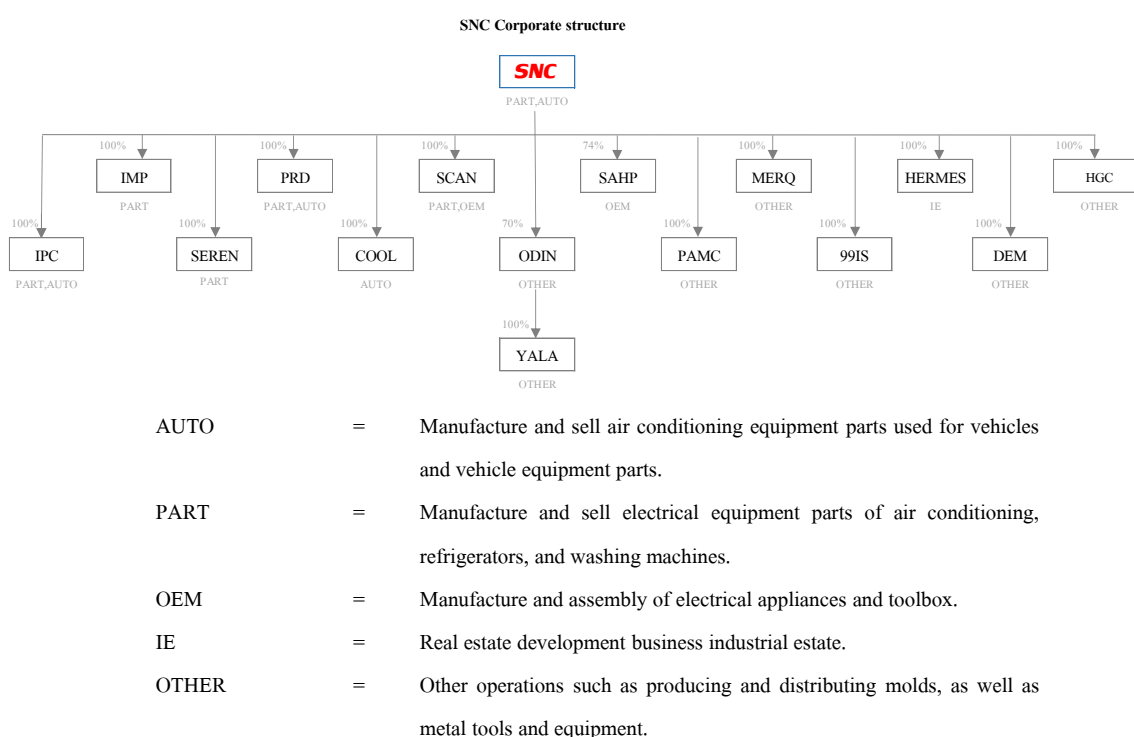 SNC Corporate structure
SNC
PART,AUTO
100% 100% 100% 74% 100% 100% 100%
IMP PRD SCAN SAHP MERQ HERMES HGC
PART PART,AUTO PART,OEM OEM OTHER IE OTHER
100% 100% 100% 70% 100% 100% 100%
IPC SEREN COOL ODIN PAMC 99IS DEM
PART,AUTO PART AUTO OTHER OTHER OTHER OTHER
100%
YALA
OTHER
AUTO = Manufacture and sell air conditioning equipment parts used for vehicles
and vehicle equipment parts.
PART = Manufacture and sell electrical equipment parts of air conditioning,
refrigerators, and washing machines.
OEM = Manufacture and assembly of electrical appliances and toolbox.
IE = Real estate development business industrial estate.
OTHER = Other operations such as producing and distributing molds, as well as
metal tools and equipment.